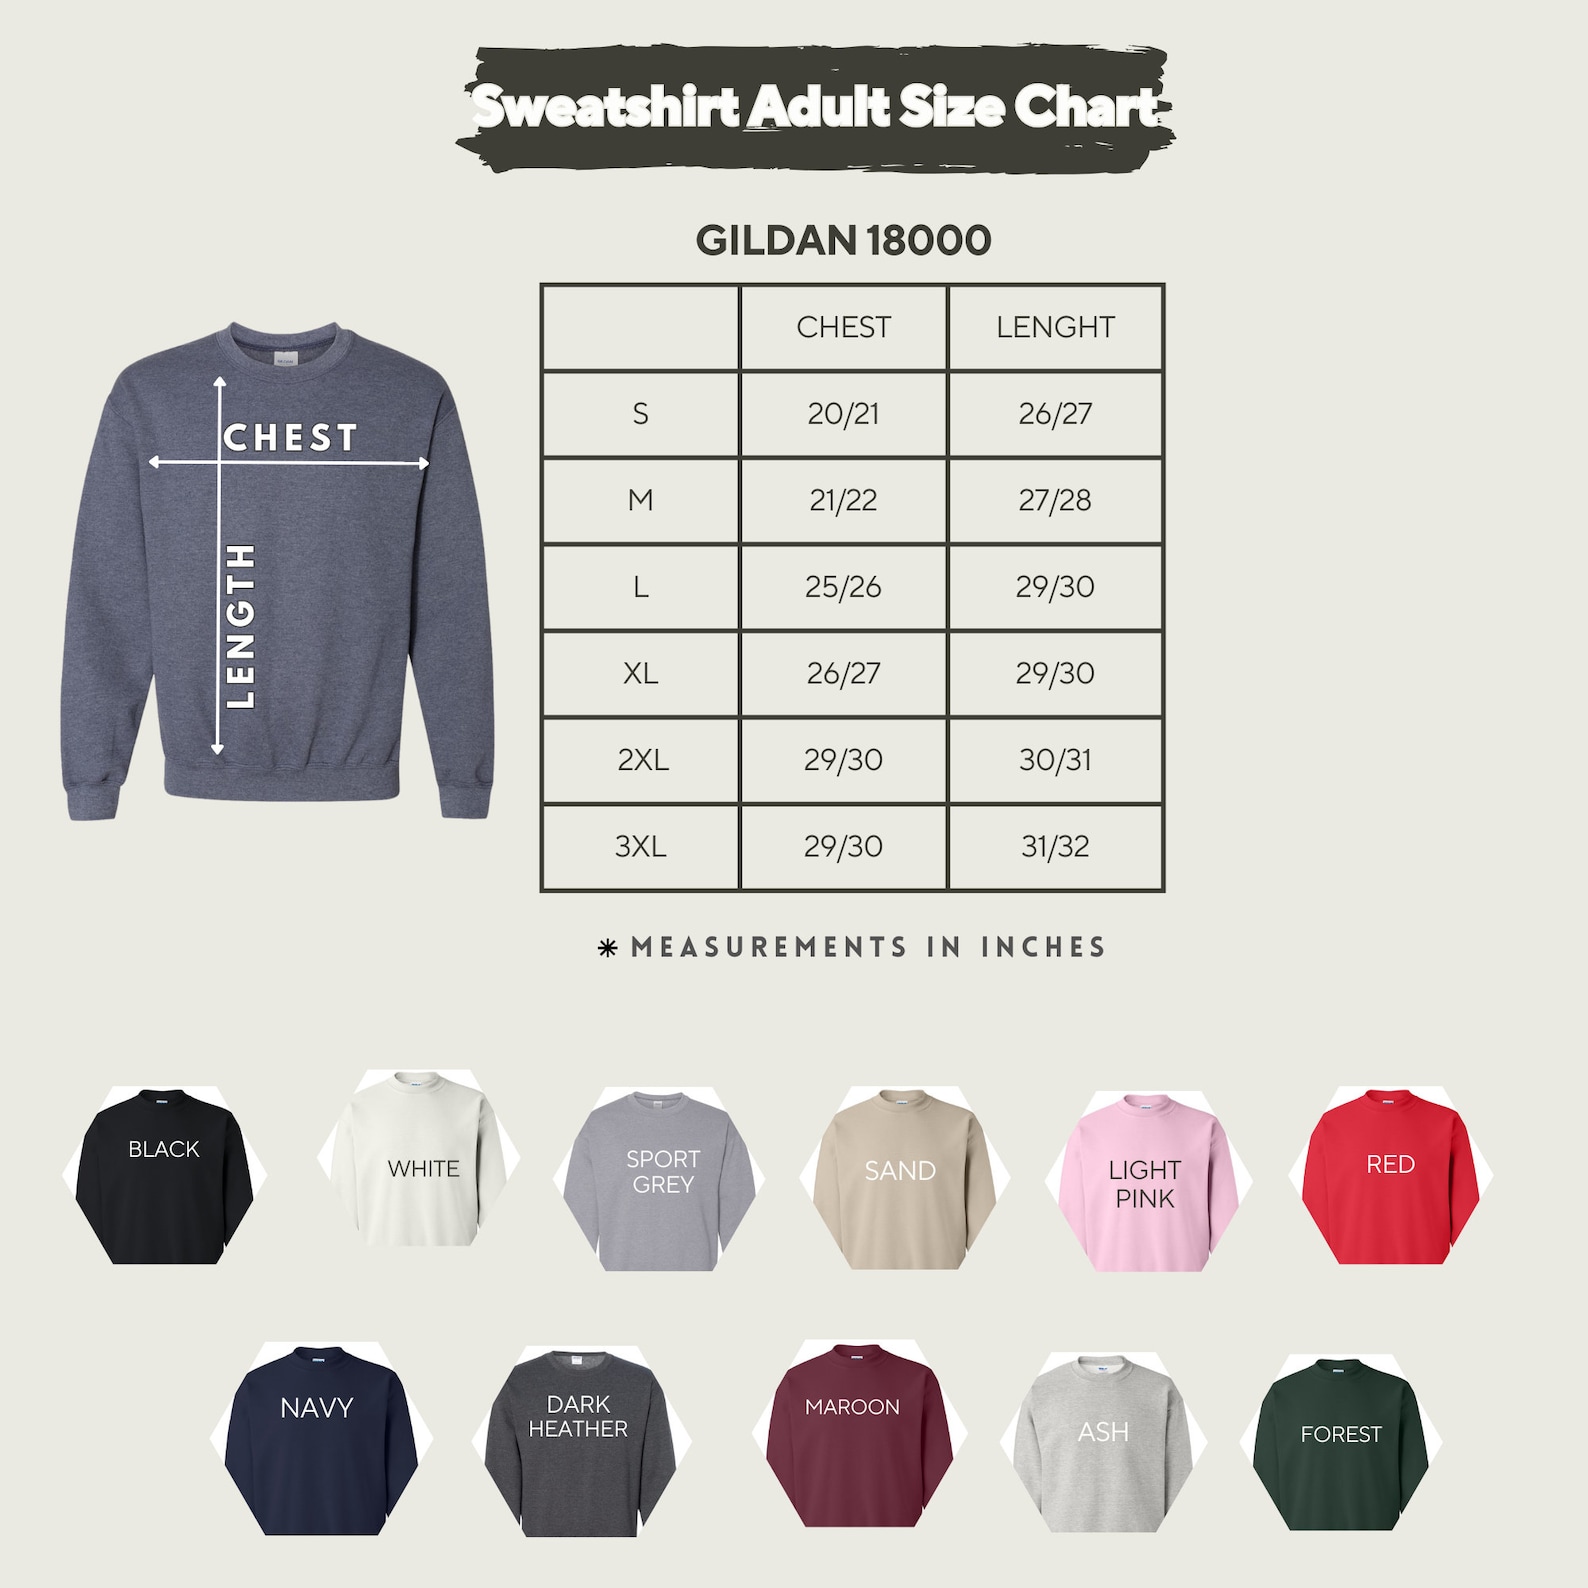 Sweatshirt Adult Size Chart
GILDAN 18000
CHEST LENGHT
S 20/21 26/27
M 21/22 27/28
L 25/26 29/30
XL 26/27 29/30
2XL 29/30 30/31
3XL 29/30 31/32
CHEST
LENGTH
* MEASUREMENTS IN INCHES
BLACK
WHITE
SPORT
GREY
SAND
LIGHT
PINK
RED
NAVY
DARK
HEATHER
MAROON
ASH
FOREST